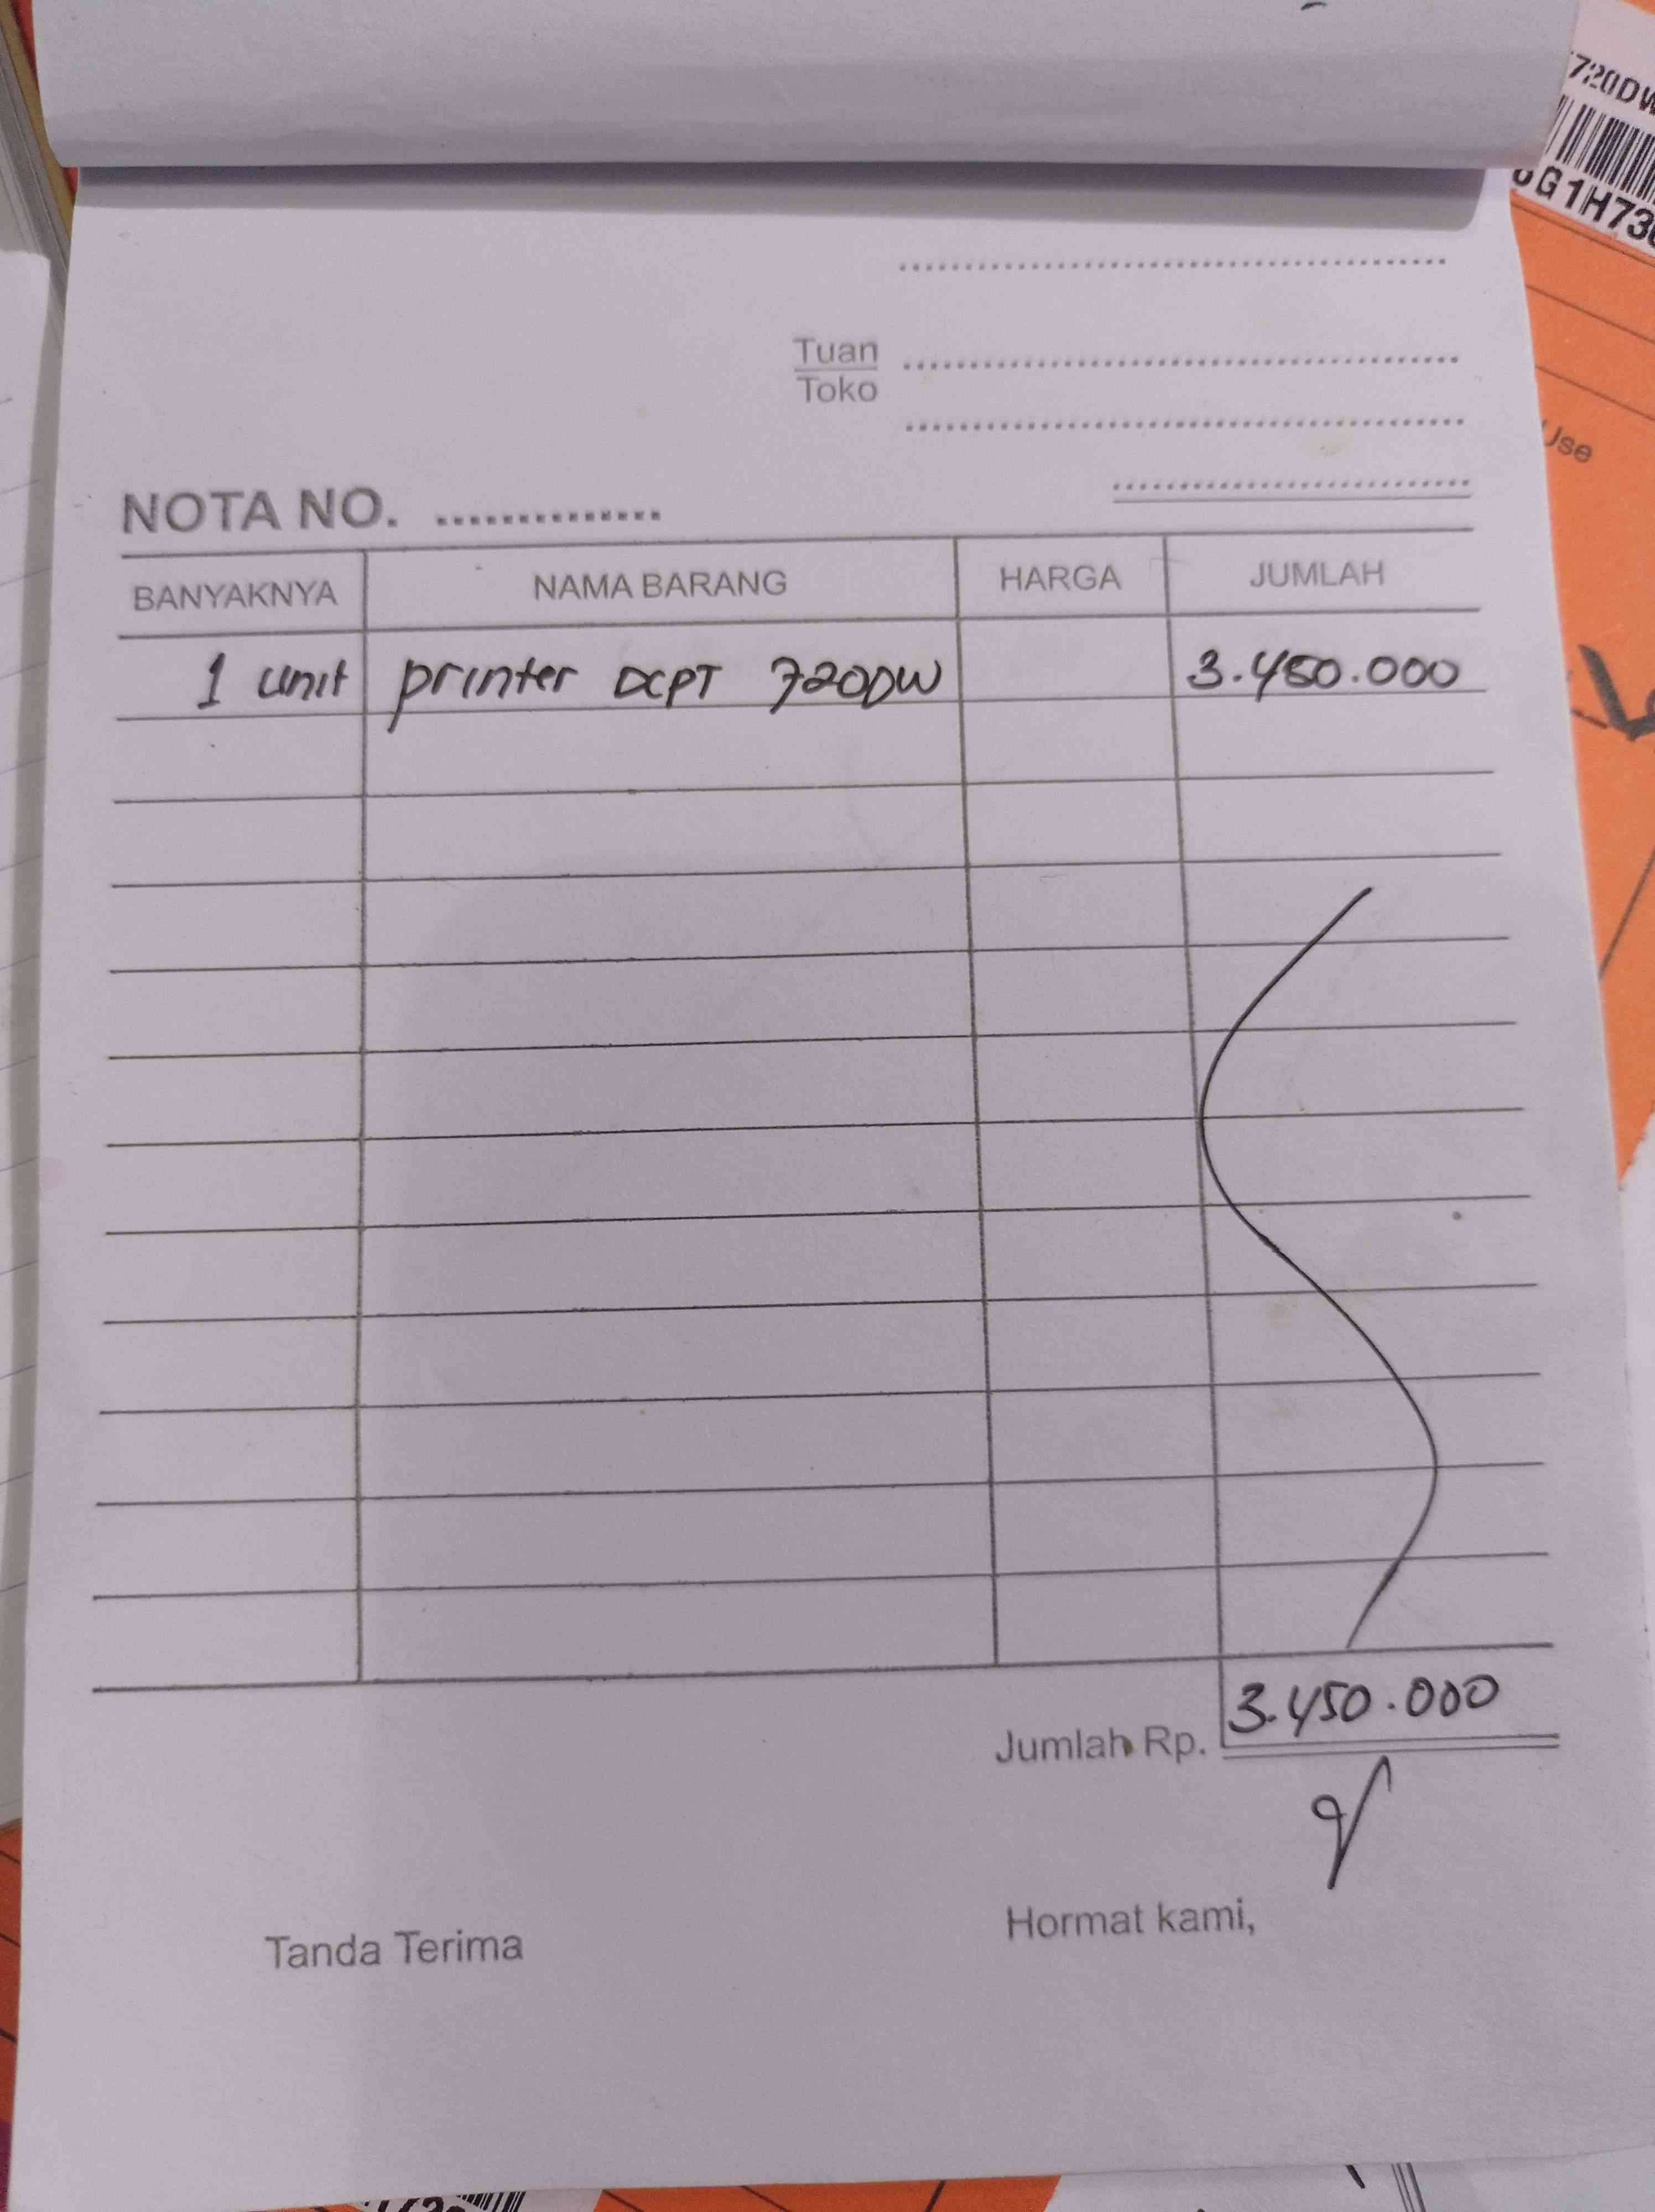 720DW
G1H73
Tuan
Toko
Use
NOTA NO.
BANYAKNYA NAMA BARANG HARGA JUMLAH
1 unit printer DCPT 720DW 3.450.000
Jumlah Rp. 3.450.000
Hormat kami,
Tanda Terima